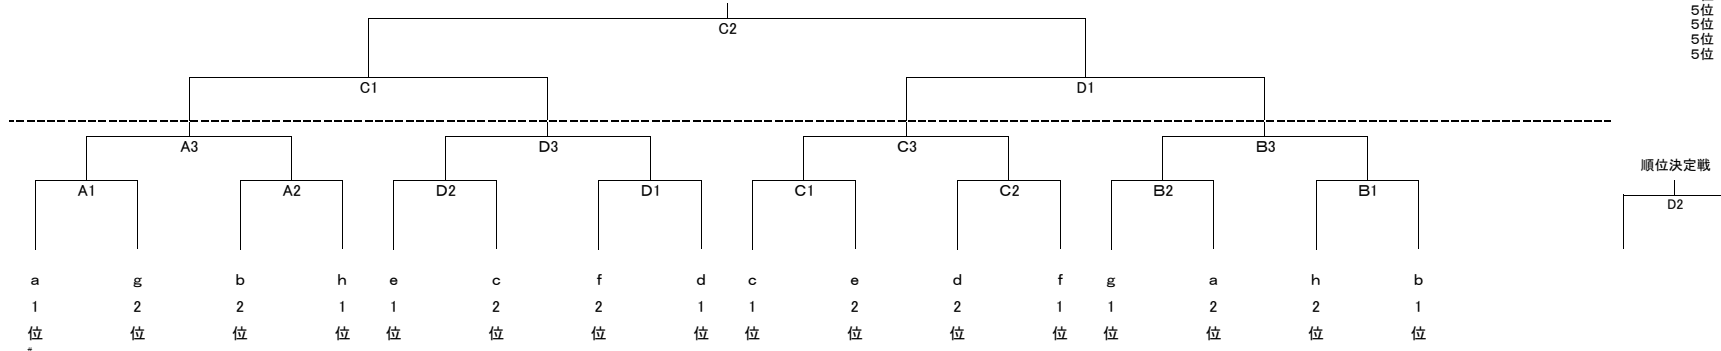 5位
5位
5位
5位
C2
C1 D1
A3 D3 C3 B3
順位決定戦
A1 A2 D2 D1 C1 C2 B2 B1
D2
a g b h e c f d c e d f g a h b
1 2 2 1 1 2 2 1 1 2 2 1 1 2 2 1
位 位 位 位 位 位 位 位 位 位 位 位 位 位 位 位